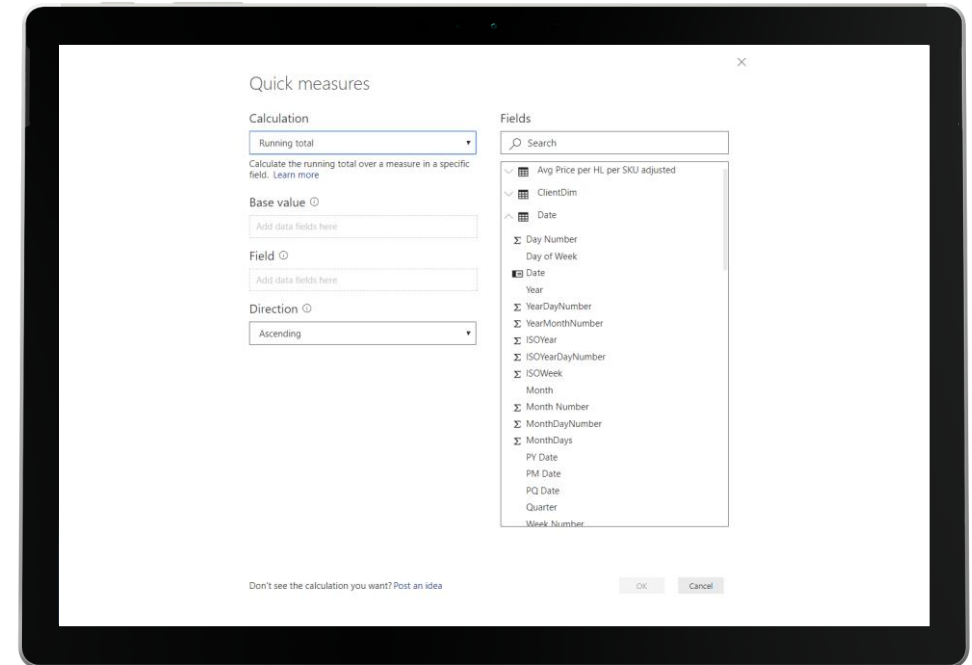 Quick measures
Calculation
Running total
Calculate the running total over a measure in a specific
field. Learn more
Base value
Add data fields here
Field
Add data fields here
Direction
Ascending
Fields
Search
Avg Price per HL per SKU adjusted
ClientDim
Date
Σ Day Number
Day of Week
Date
Year
Σ YearDayNumber
Σ YearMonthNumber
Σ ISOYear
Σ ISOYearDayNumber
Σ ISOWeek
Month
Σ Month Number
Σ MonthDayNumber
Σ MonthDays
PY Date
PM Date
PQ Date
Quarter
Week Number
Don't see the calculation you want? Post an idea
OK
Cancel